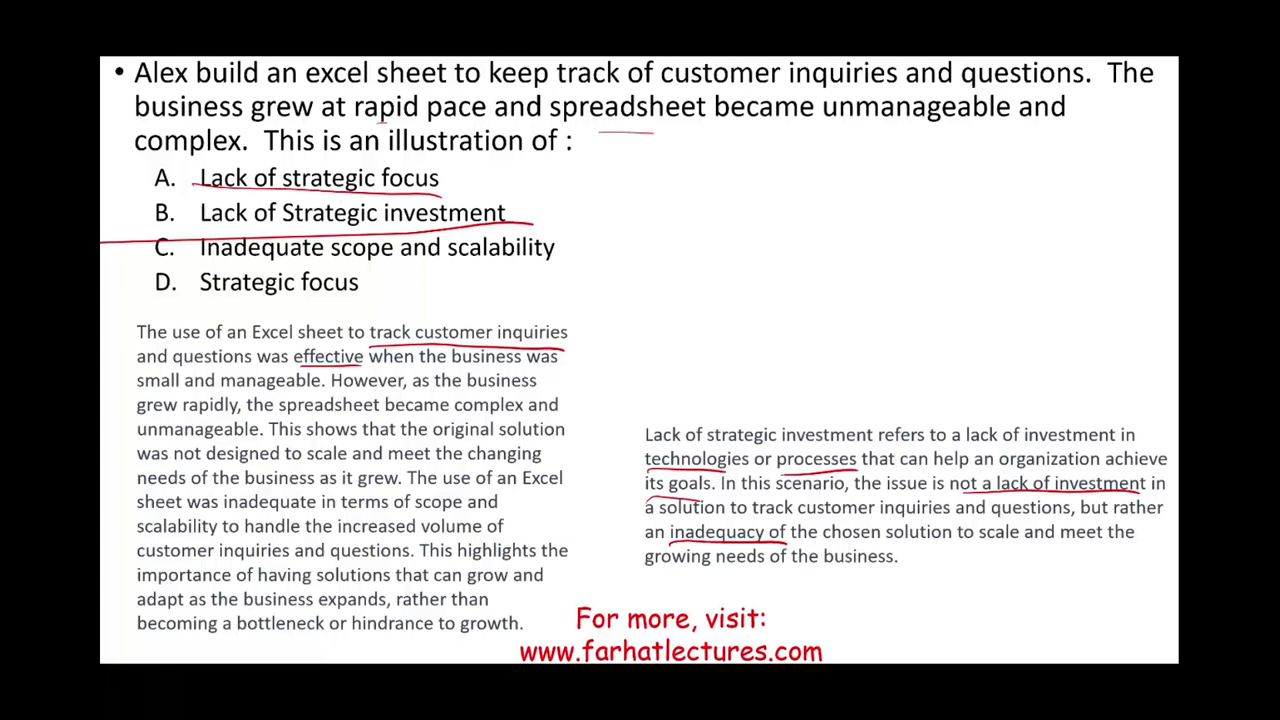 • Alex build an excel sheet to keep track of customer inquiries and questions. The
business grew at rapid pace and spreadsheet became unmanageable and
complex. This is an illustration of :
A. Lack of strategic focus
B. Lack of Strategic investment
C. Inadequate scope and scalability
D. Strategic focus
The use of an Excel sheet to track customer inquiries
and questions was effective when the business was
small and manageable. However, as the business
grew rapidly, the spreadsheet became complex and
unmanageable. This shows that the original solution
was not designed to scale and meet the changing
needs of the business as it grew. The use of an Excel
sheet was inadequate in terms of scope and
scalability to handle the increased volume of
customer inquiries and questions. This highlights the
importance of having solutions that can grow and
adapt as the business expands, rather than
becoming a bottleneck or hindrance to growth.
Lack of strategic investment refers to a lack of investment in
technologies or processes that can help an organization achieve
its goals. In this scenario, the issue is not a lack of investment in
a solution to track customer inquiries and questions, but rather
an inadequacy of the chosen solution to scale and meet the
growing needs of the business.
For more, visit:
www.farhatlectures.com